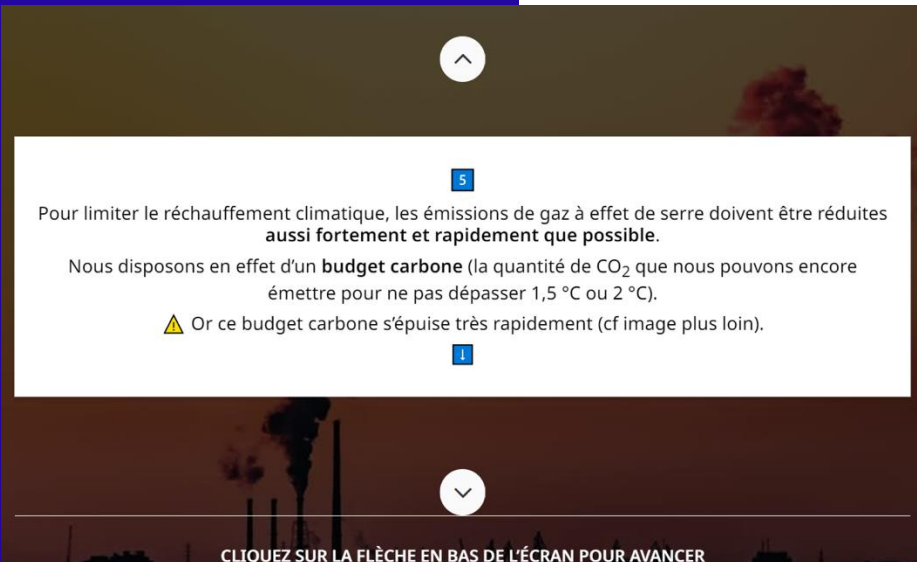 5
Pour limiter le réchauffement climatique, les émissions de gaz à effet de serre doivent être réduites
aussi fortement et rapidement que possible.
Nous disposons en effet d’un budget carbone (la quantité de CO₂ que nous pouvons encore
émettre pour ne pas dépasser 1,5 °C ou 2 °C).
⚠ Or ce budget carbone s’épuise très rapidement (cf image plus loin).
↓
CLIQUEZ SUR LA FLÈCHE EN BAS DE L’ÉCRAN POUR AVANCER